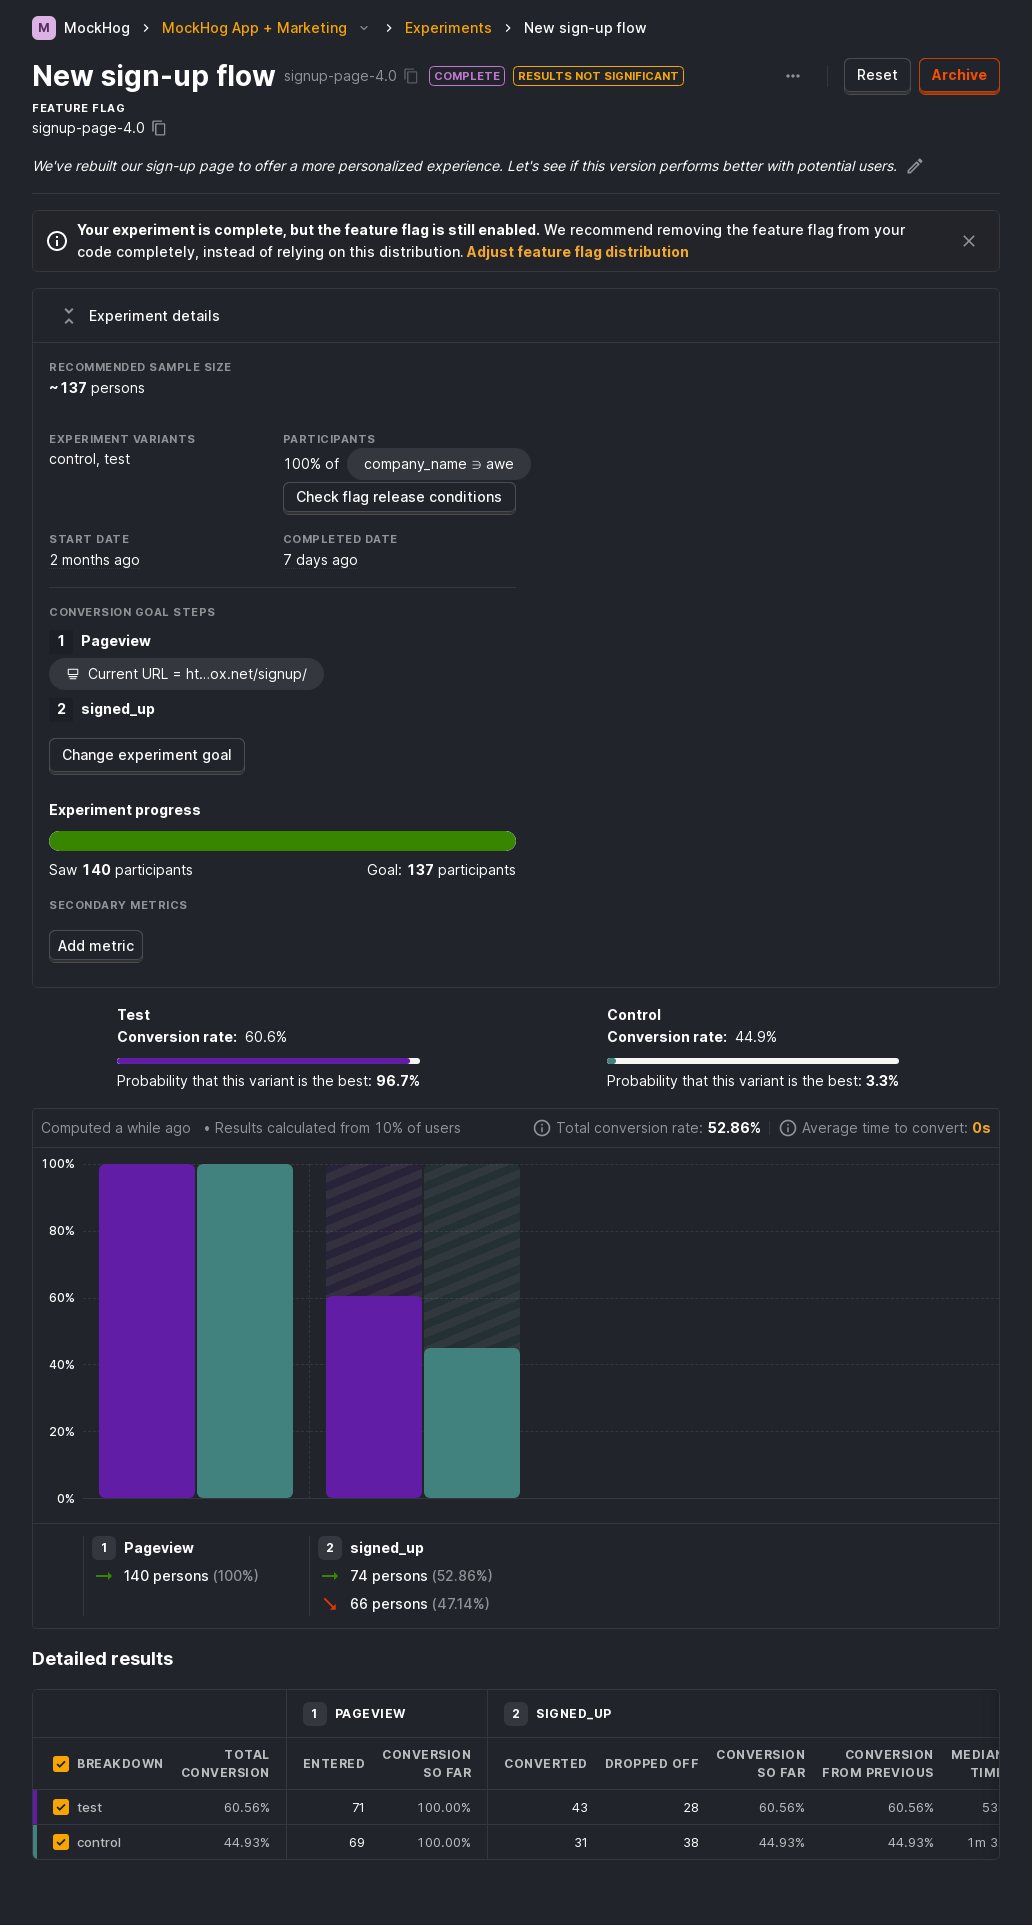 M MockHog > MockHog App + Marketing > Experiments > New sign-up flow
New sign-up flow signup-page-4.0 COMPLETE RESULTS NOT SIGNIFICANT ••• Reset Archive
FEATURE FLAG
signup-page-4.0
We've rebuilt our sign-up page to offer a more personalized experience. Let's see if this version performs better with potential users.
Your experiment is complete, but the feature flag is still enabled. We recommend removing the feature flag from your
code completely, instead of relying on this distribution. Adjust feature flag distribution
Experiment details
RECOMMENDED SAMPLE SIZE
~137 persons
EXPERIMENT VARIANTS PARTICIPANTS
control, test 100% of company_name ∋ awe
Check flag release conditions
START DATE COMPLETED DATE
2 months ago 7 days ago
CONVERSION GOAL STEPS
1 Pageview
Current URL = ht...ox.net/signup/
2 signed_up
Change experiment goal
Experiment progress
Saw 140 participants Goal: 137 participants
SECONDARY METRICS
Add metric
Test Control
Conversion rate: 60.6% Conversion rate: 44.9%
Probability that this variant is the best: 96.7% Probability that this variant is the best: 3.3%
Computed a while ago • Results calculated from 10% of users Total conversion rate: 52.86% Average time to convert: 0s
100%
80%
60%
40%
20%
0%
1 Pageview 2 signed_up
140 persons (100%) 74 persons (52.86%)
66 persons (47.14%)
Detailed results
1 PAGEVIEW 2 SIGNED_UP
BREAKDOWN TOTAL CONVERSION ENTERED CONVERSION SO FAR CONVERTED DROPPED OFF CONVERSION SO FAR CONVERSION FROM PREVIOUS MEDIAN TIM
test 60.56% 71 100.00% 43 28 60.56% 60.56% 53
control 44.93% 69 100.00% 31 38 44.93% 44.93% 1m 3